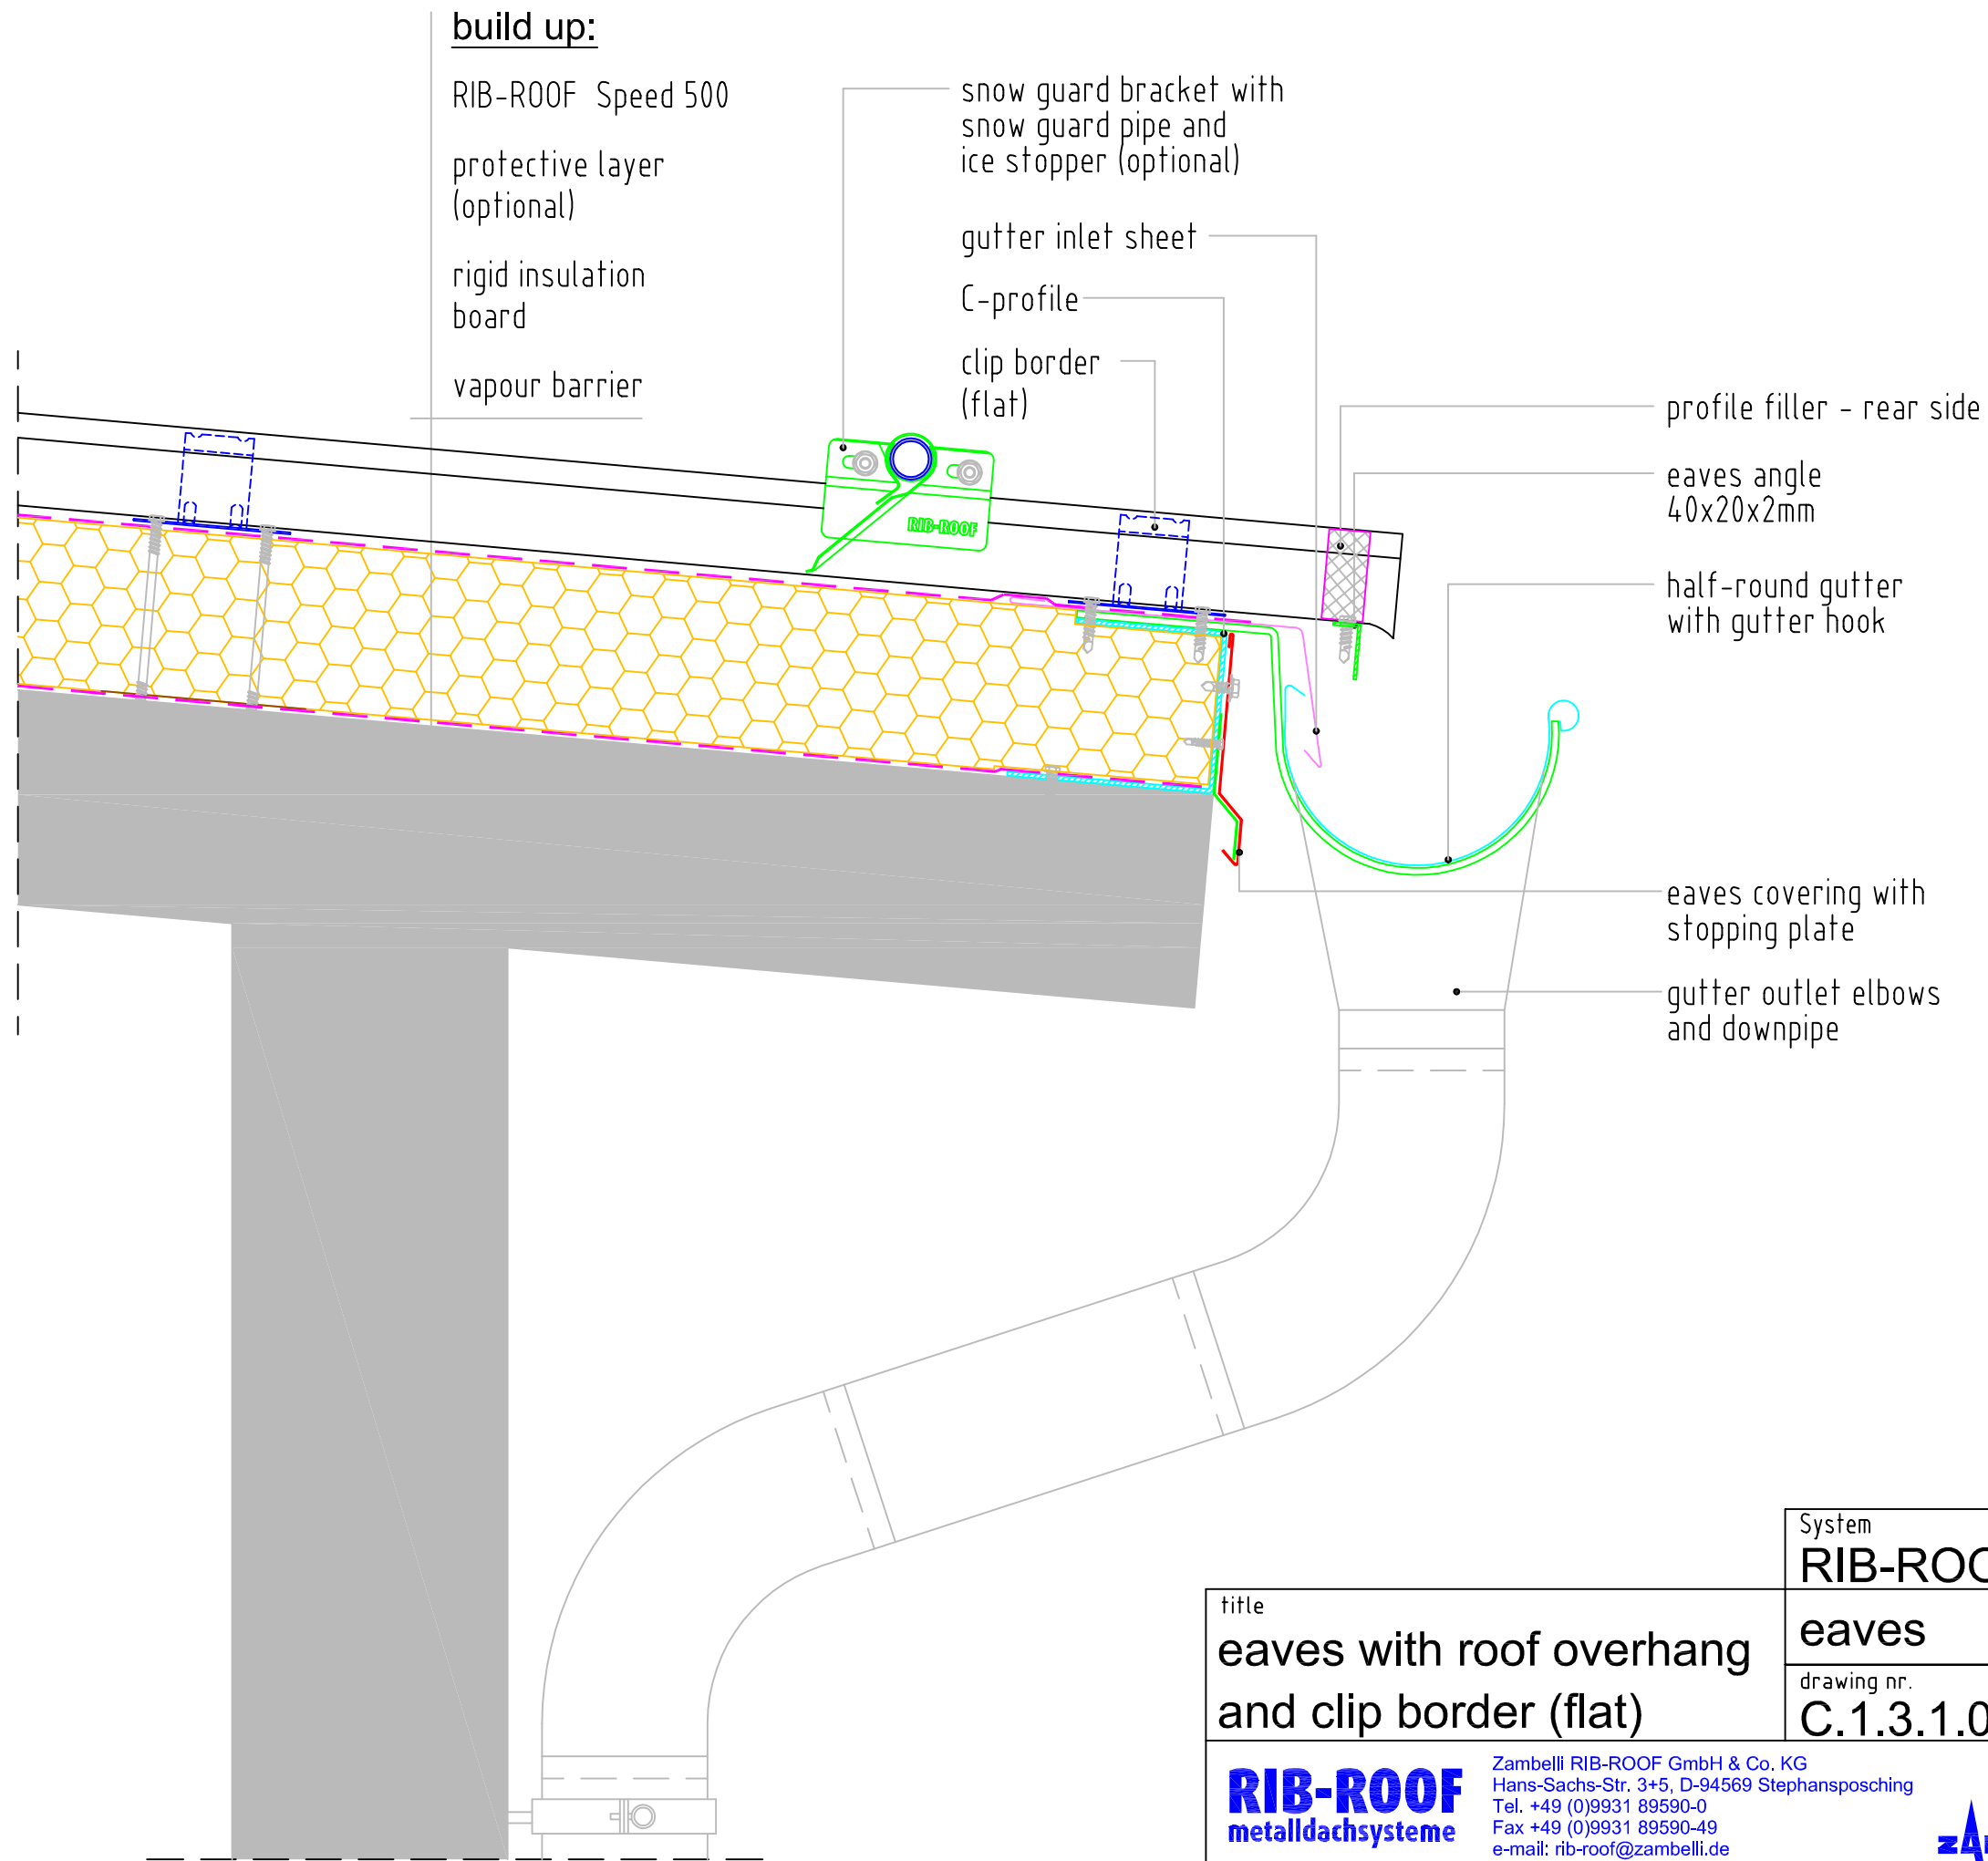 build up:
RIB-ROOF Speed 500
protective layer
(optional)
rigid insulation
board
vapour barrier
snow guard bracket with
snow guard pipe and
ice stopper (optional)
gutter inlet sheet
C-profile
clip border
(flat)
profile filler - rear side
eaves angle
40x20x2mm
half-round gutter
with gutter hook
RIB-ROOF
eaves covering with
stopping plate
gutter outlet elbows
and downpipe
System
title
eaves with roof overhang
and clip border (flat)
eaves
drawing nr.
C.1.3.1.0
RIB-ROOF
metalldachsysteme
Zambelli RIB-ROOF GmbH & Co. KG
Hans-Sachs-Str. 3+5, D-94569 Stephansposching
Tel. +49 (0)9931 89590-0
Fax +49 (0)9931 89590-49
e-mail: rib-roof@zambelli.de